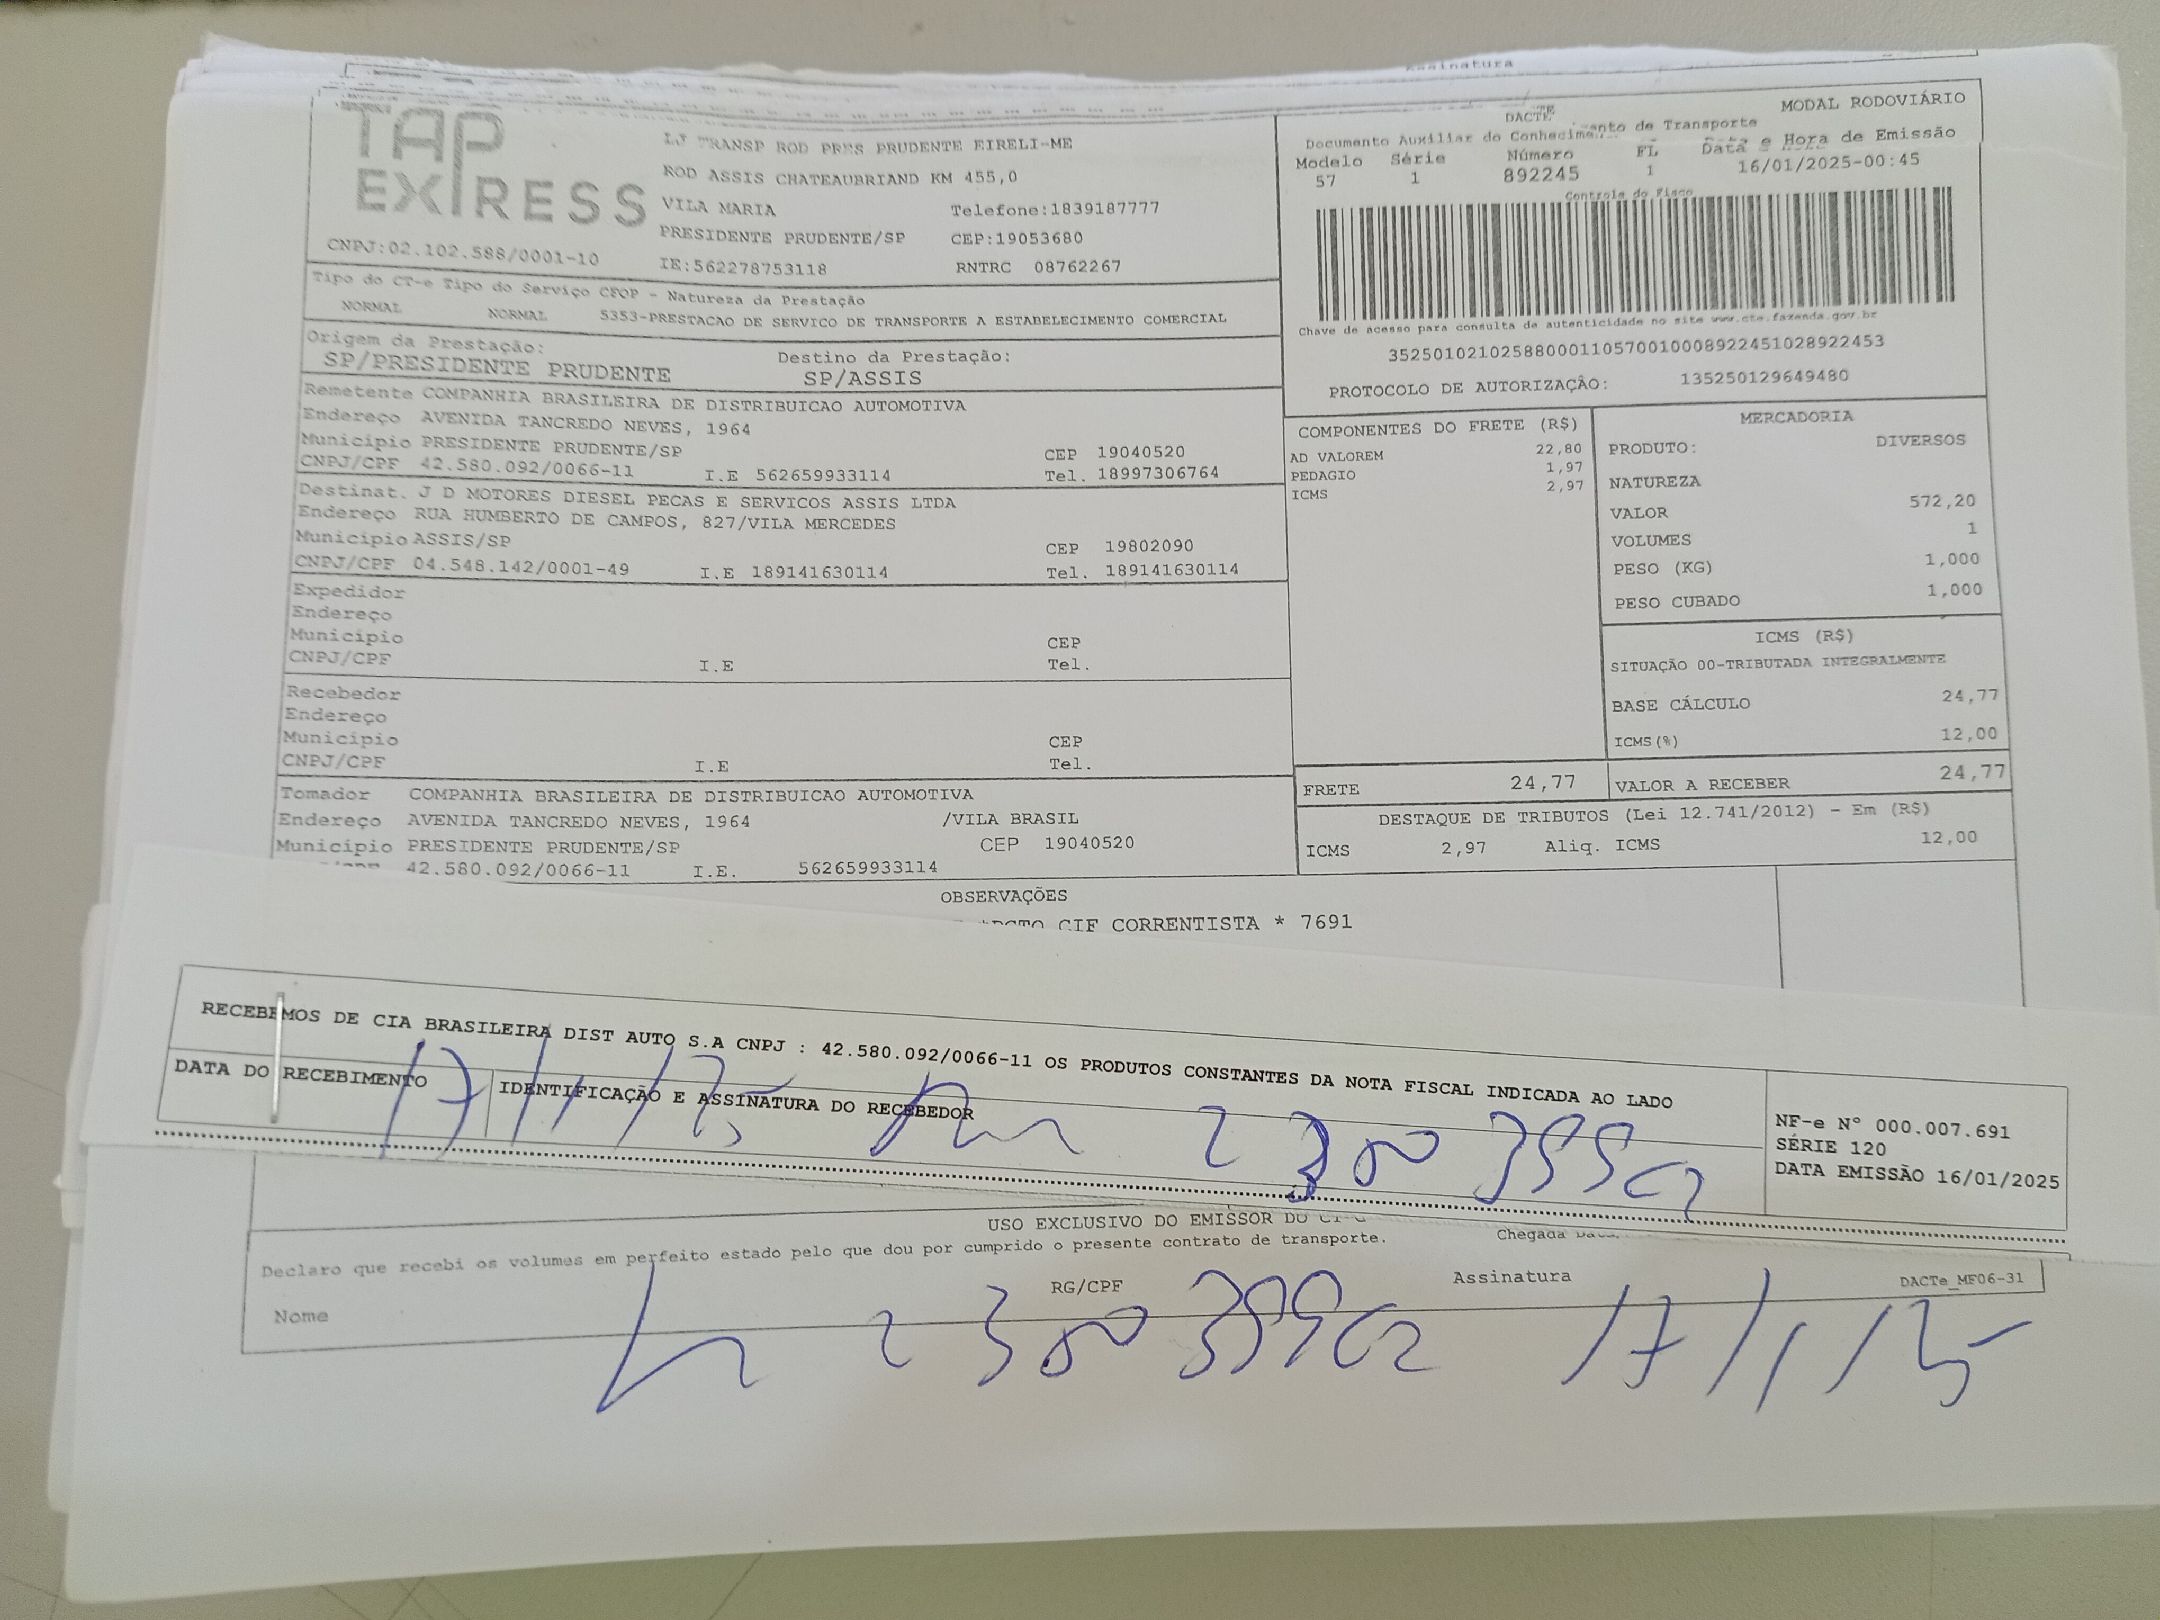 Assinatura
TAP
EXPRESS
CNPJ:02.102.588/0001-10
LJ TRANSP ROD PRES PRUDENTE EIRELI-ME
ROD ASSIS CHATEAUBRIAND KM 455,0
VILA MARIA Telefone:1839187777
PRESIDENTE PRUDENTE/SP CEP:19053680
IE:562278753118 RNTRC 08762267
DACTE MODAL RODOVIÁRIO
Documento Auxiliar do Conhecimento de Transporte
Modelo Série Número FL Data e Hora de Emissão
57 1 892245 1 16/01/2025-00:45
Controle do Fisco
Chave de acesso para consulta de autenticidade no site www.cte.fazenda.gov.br
35250102102588000110570010008922451028922453
PROTOCOLO DE AUTORIZAÇÃO: 135250129649480
Tipo do CT-e Tipo do Serviço CFOP - Natureza da Prestação
NORMAL NORMAL 5353-PRESTACAO DE SERVICO DE TRANSPORTE A ESTABELECIMENTO COMERCIAL
Origem da Prestação: Destino da Prestação:
SP/PRESIDENTE PRUDENTE SP/ASSIS
Remetente COMPANHIA BRASILEIRA DE DISTRIBUICAO AUTOMOTIVA
Endereço AVENIDA TANCREDO NEVES, 1964
Município PRESIDENTE PRUDENTE/SP CEP 19040520
CNPJ/CPF 42.580.092/0066-11 I.E 562659933114 Tel. 18997306764
Destinat. J D MOTORES DIESEL PECAS E SERVICOS ASSIS LTDA
Endereço RUA HUMBERTO DE CAMPOS, 827/VILA MERCEDES
Município ASSIS/SP CEP 19802090
CNPJ/CPF 04.548.142/0001-49 I.E 189141630114 Tel. 189141630114
Expedidor
Endereço
Município CEP
CNPJ/CPF I.E Tel.
Recebedor
Endereço
Município CEP
CNPJ/CPF I.E Tel.
Tomador COMPANHIA BRASILEIRA DE DISTRIBUICAO AUTOMOTIVA
Endereço AVENIDA TANCREDO NEVES, 1964 /VILA BRASIL
Município PRESIDENTE PRUDENTE/SP CEP 19040520
42.580.092/0066-11 I.E. 562659933114
COMPONENTES DO FRETE (R$)
AD VALOREM 22,80
PEDAGIO 1,97
ICMS 2,97
MERCADORIA
PRODUTO: DIVERSOS
NATUREZA
VALOR 572,20
VOLUMES 1
PESO (KG) 1,000
PESO CUBADO 1,000
ICMS (R$)
SITUAÇÃO 00-TRIBUTADA INTEGRALMENTE
BASE CÁLCULO 24,77
ICMS(%) 12,00
FRETE 24,77 VALOR A RECEBER 24,77
DESTAQUE DE TRIBUTOS (Lei 12.741/2012) - Em (R$)
ICMS 2,97 Aliq. ICMS 12,00
OBSERVAÇÕES
CIF CORRENTISTA * 7691
RECEBEMOS DE CIA BRASILEIRA DIST AUTO S.A CNPJ : 42.580.092/0066-11 OS PRODUTOS CONSTANTES DA NOTA FISCAL INDICADA AO LADO
DATA DO RECEBIMENTO IDENTIFICAÇÃO E ASSINATURA DO RECEBEDOR
17/1/25
NF-e N° 000.007.691
SÉRIE 120
DATA EMISSÃO 16/01/2025
USO EXCLUSIVO DO EMISSOR DO CT-e
Declaro que recebi os volumes em perfeito estado pelo que dou por cumprido o presente contrato de transporte. Chegada Data
Nome RG/CPF Assinatura DACTe_MF06-31
17/1/25